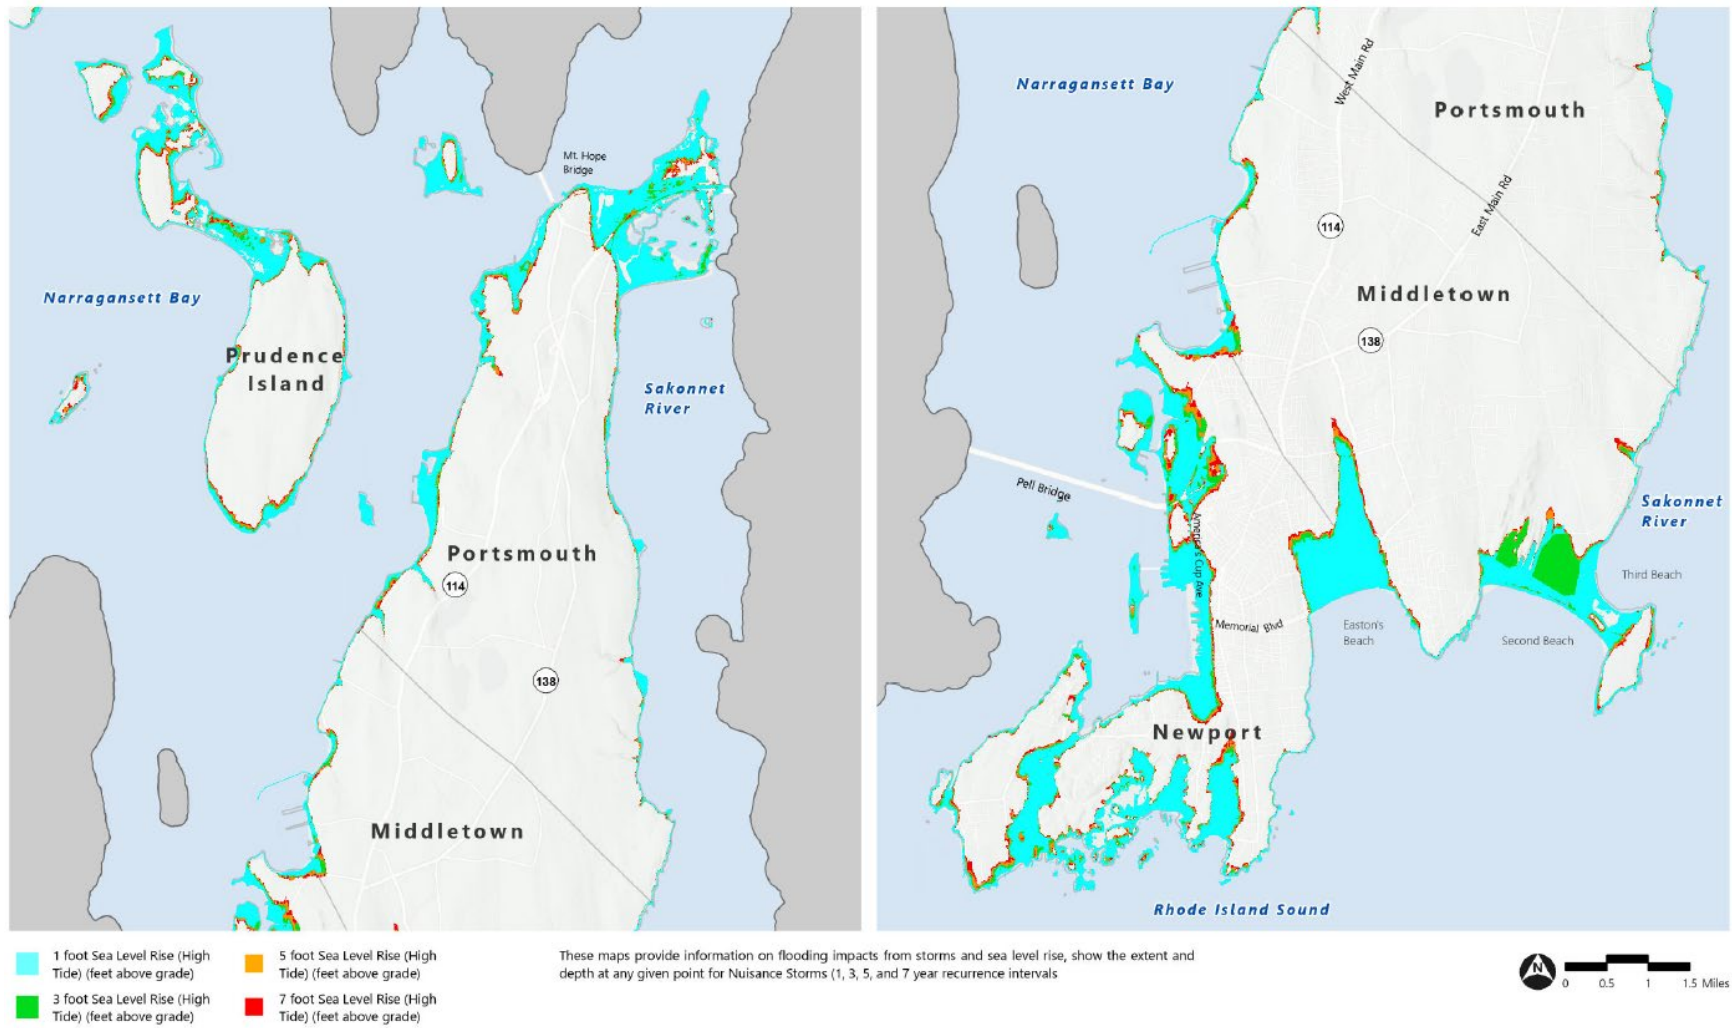 Mt. Hope
Bridge
Narragansett Bay
Prudence
Island
Sakonnet
River
Portsmouth
114
138
Middletown
Narragansett Bay
West Main Rd
Portsmouth
East Main Rd
114
Middletown
138
Pell Bridge
America's Cup Ave
Sakonnet
River
Third Beach
Memorial Blvd
Easton's
Beach
Second Beach
Newport
Rhode Island Sound
1 foot Sea Level Rise (High
Tide) (feet above grade)
3 foot Sea Level Rise (High
Tide) (feet above grade)
5 foot Sea Level Rise (High
Tide) (feet above grade)
7 foot Sea Level Rise (High
Tide) (feet above grade)
These maps provide information on flooding impacts from storms and sea level rise, show the extent and
depth at any given point for Nuisance Storms (1, 3, 5, and 7 year recurrence intervals
N
0 0.5 1 1.5 Miles